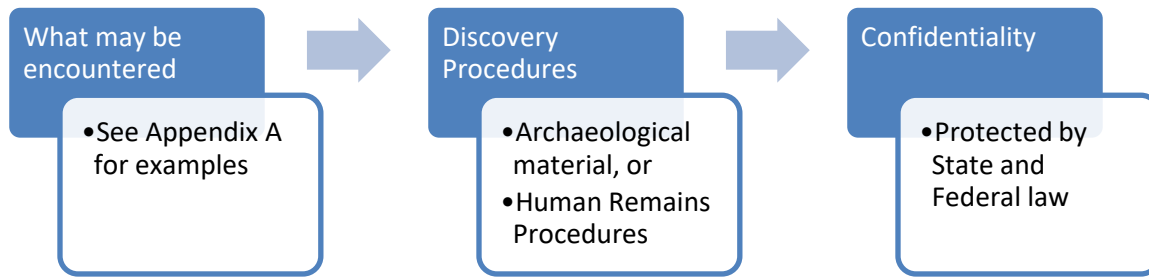 What may be
encountered
•See Appendix A
for examples
Discovery
Procedures
•Archaeological
material, or
•Human Remains
Procedures
Confidentiality
•Protected by
State and
Federal law